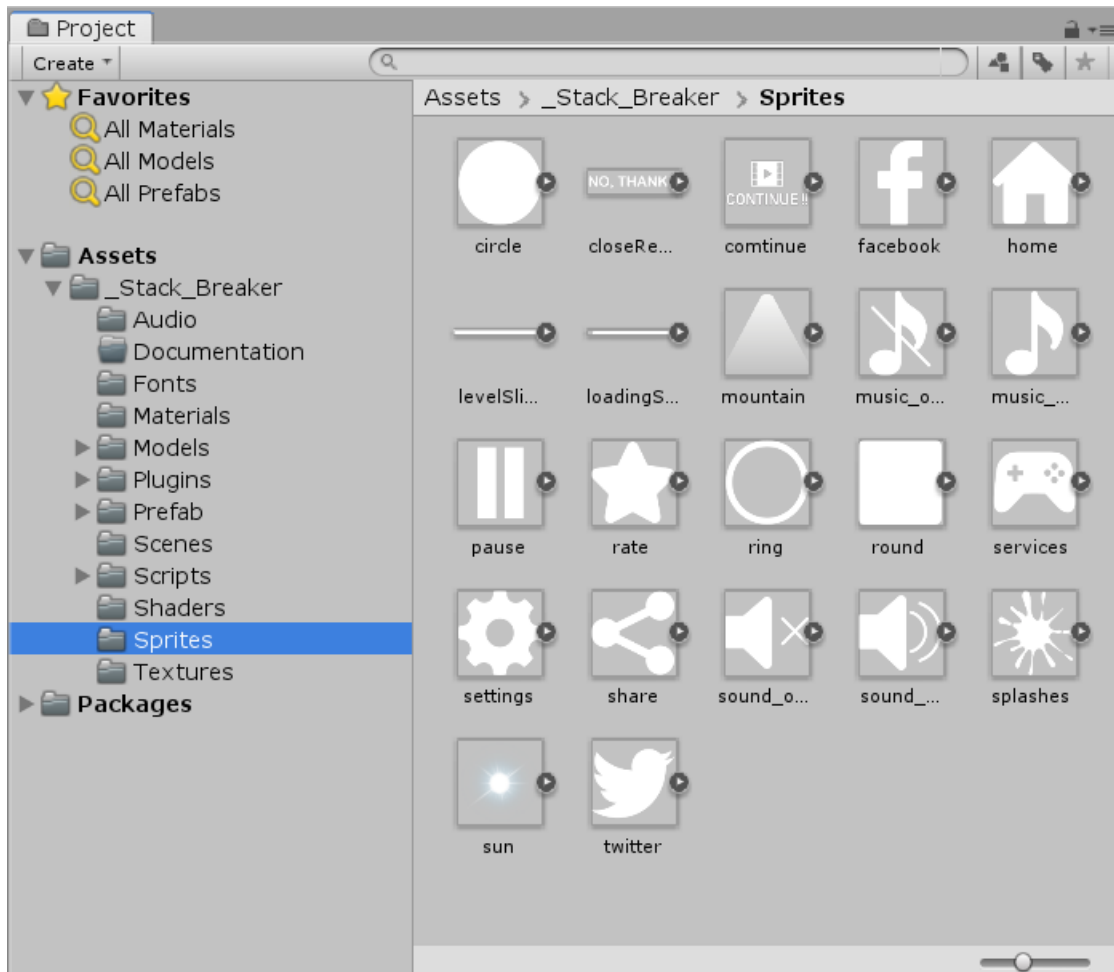 Project
Create
Favorites
All Materials
All Models
All Prefabs
Assets
_Stack_Breaker
Audio
Documentation
Fonts
Materials
Models
Plugins
Prefab
Scenes
Scripts
Shaders
Sprites
Textures
Packages
Assets > _Stack_Breaker > Sprites
NO, THANK
CONTINUE !!
circle closeRe... comtinue facebook home
levelSli... loadingS... mountain music_o... music_...
pause rate ring round services
settings share sound_o... sound_... splashes
sun twitter